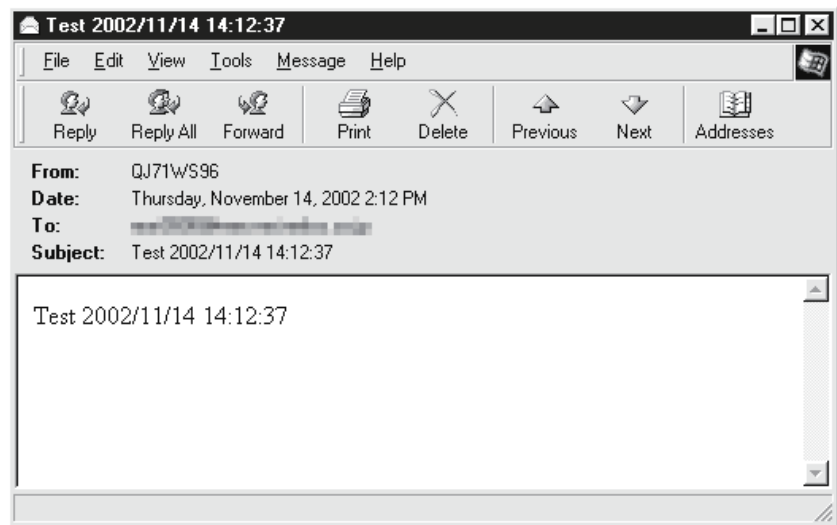 Test 2002/11/14 14:12:37
File Edit View Tools Message Help
Reply Reply All Forward Print Delete Previous Next Addresses
From: QJ71WS96
Date: Thursday, November 14, 2002 2:12 PM
To:
Subject: Test 2002/11/14 14:12:37
Test 2002/11/14 14:12:37